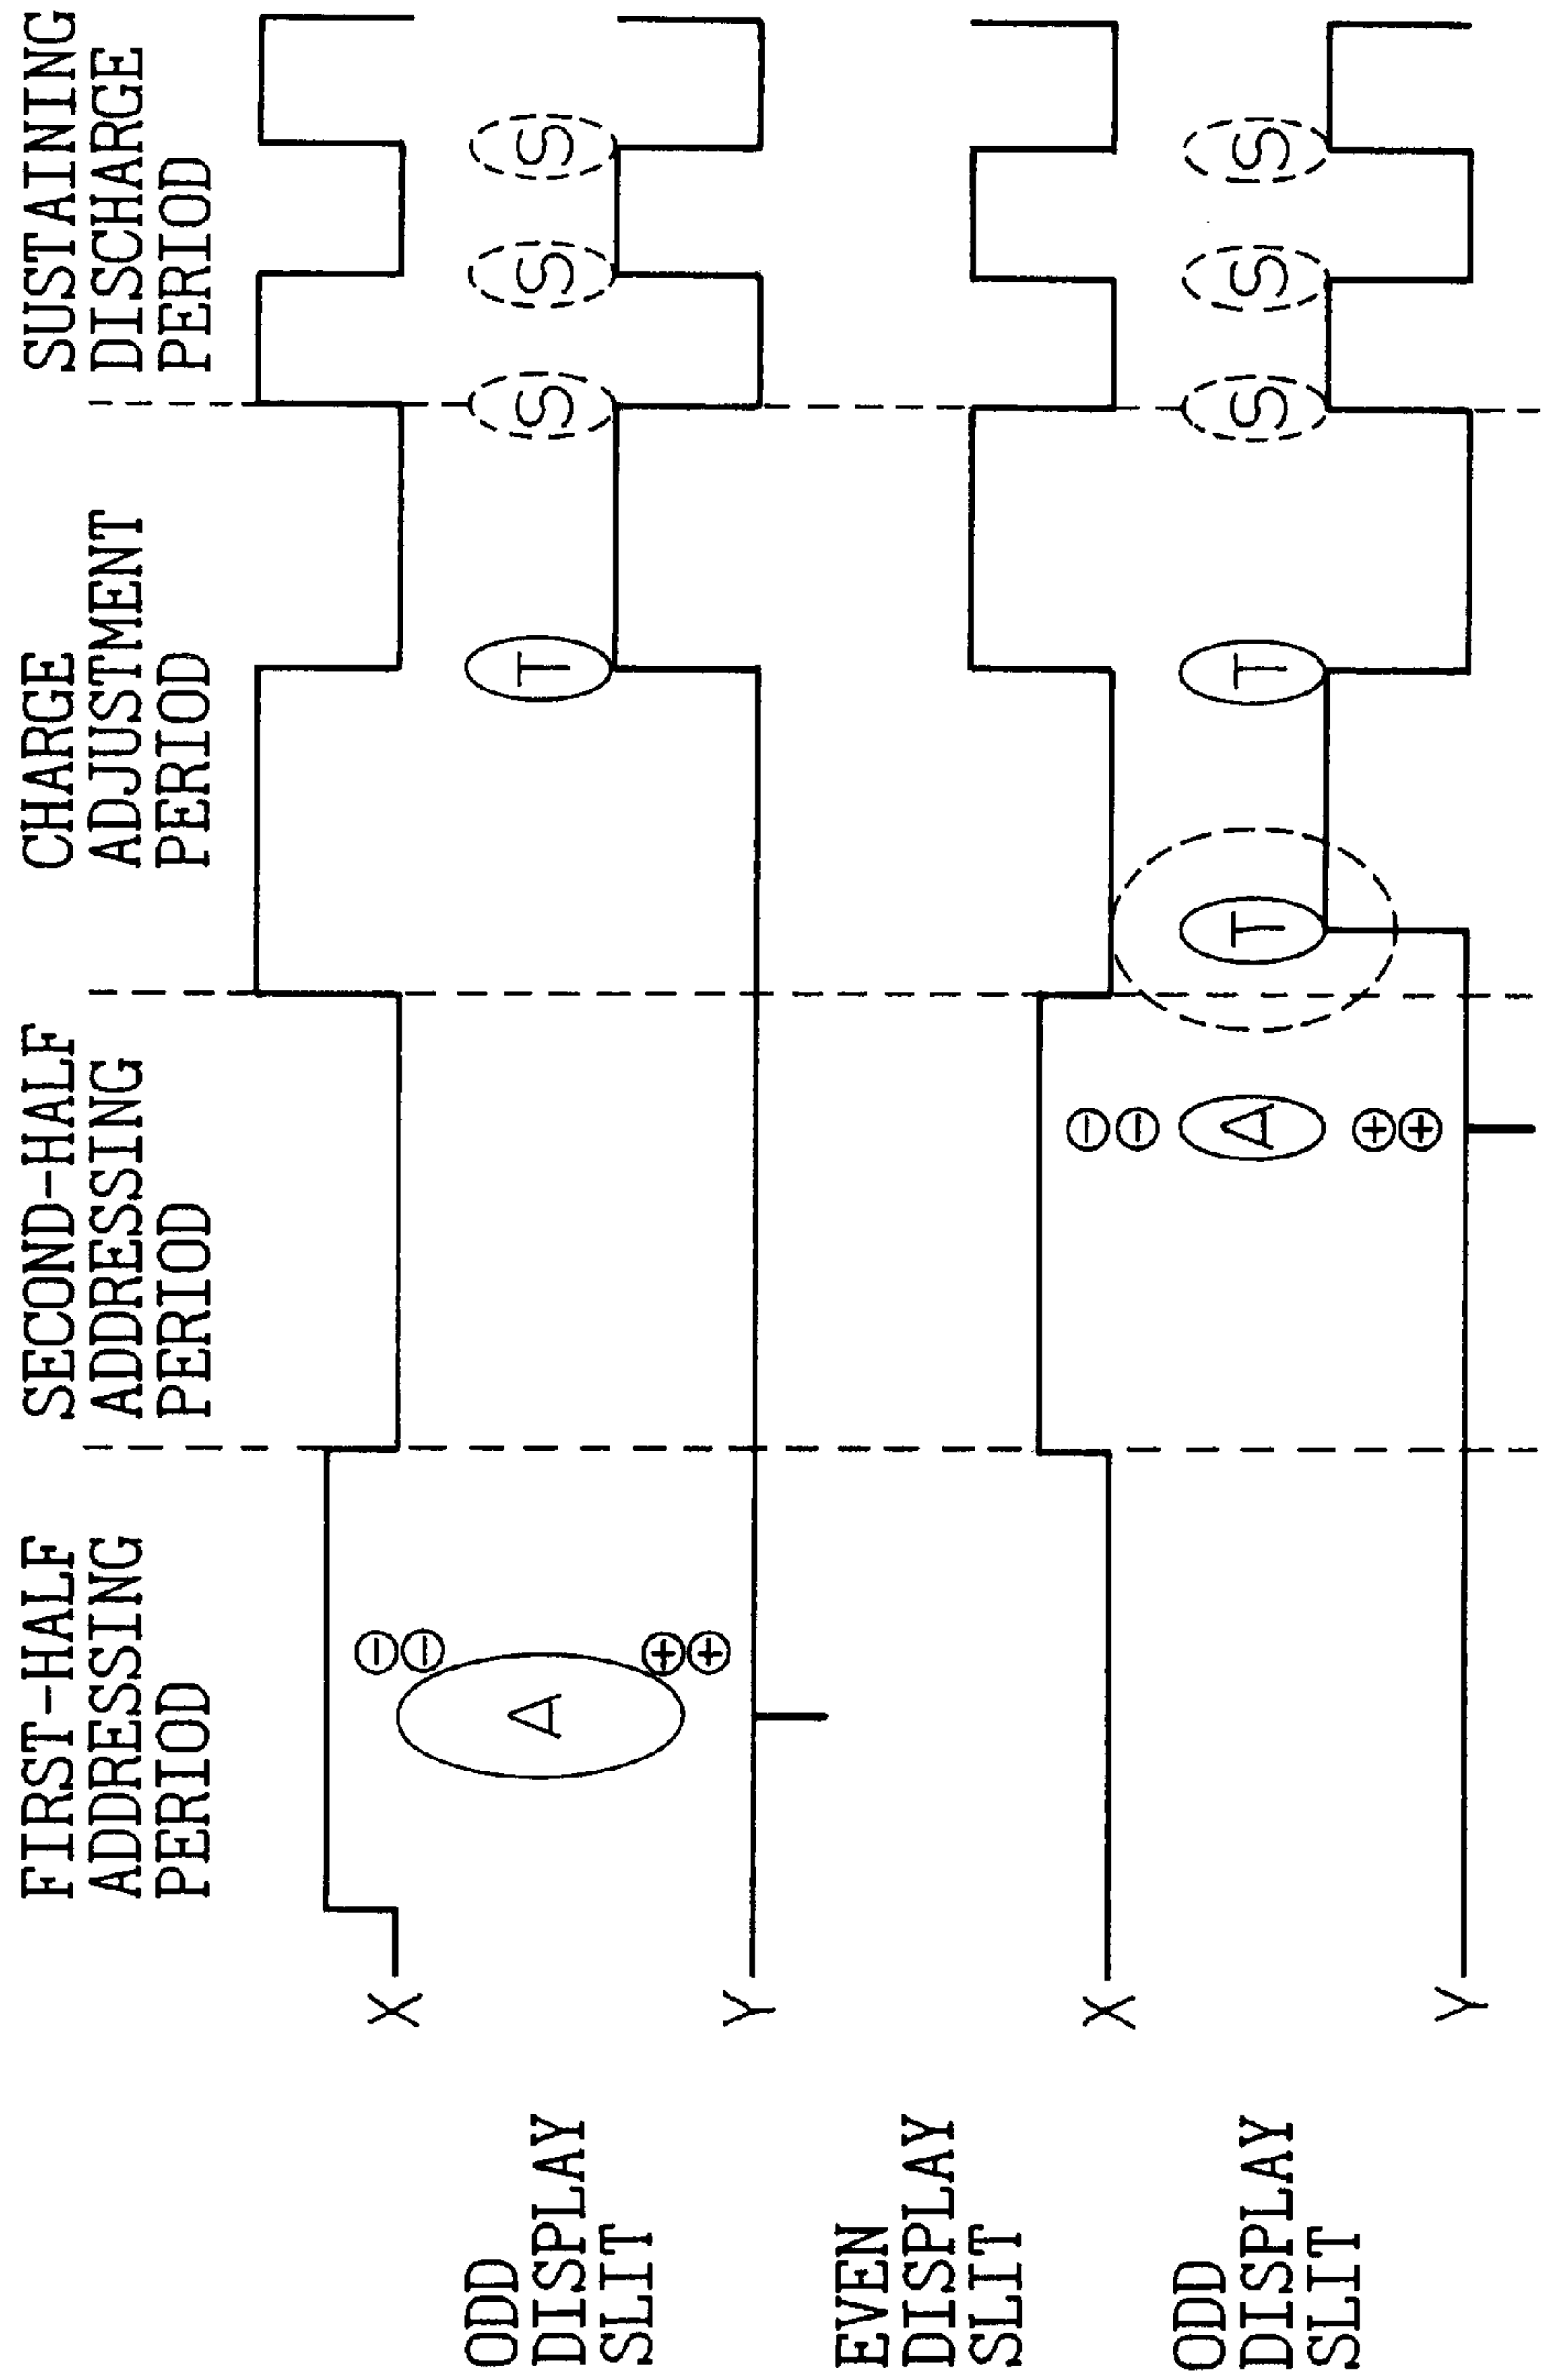 FIRST-HALF
ADDRESSING
PERIOD
SECOND-HALF
ADDRESSING
PERIOD
CHARGE
ADJUSTMENT
PERIOD
SUSTAINING
DISCHARGE
PERIOD
X
ODD
DISPLAY
SLIT
A
T
S
S
S
Y
EVEN
DISPLAY
SLIT
X
ODD
DISPLAY
SLIT
A
T
T
S
S
S
Y